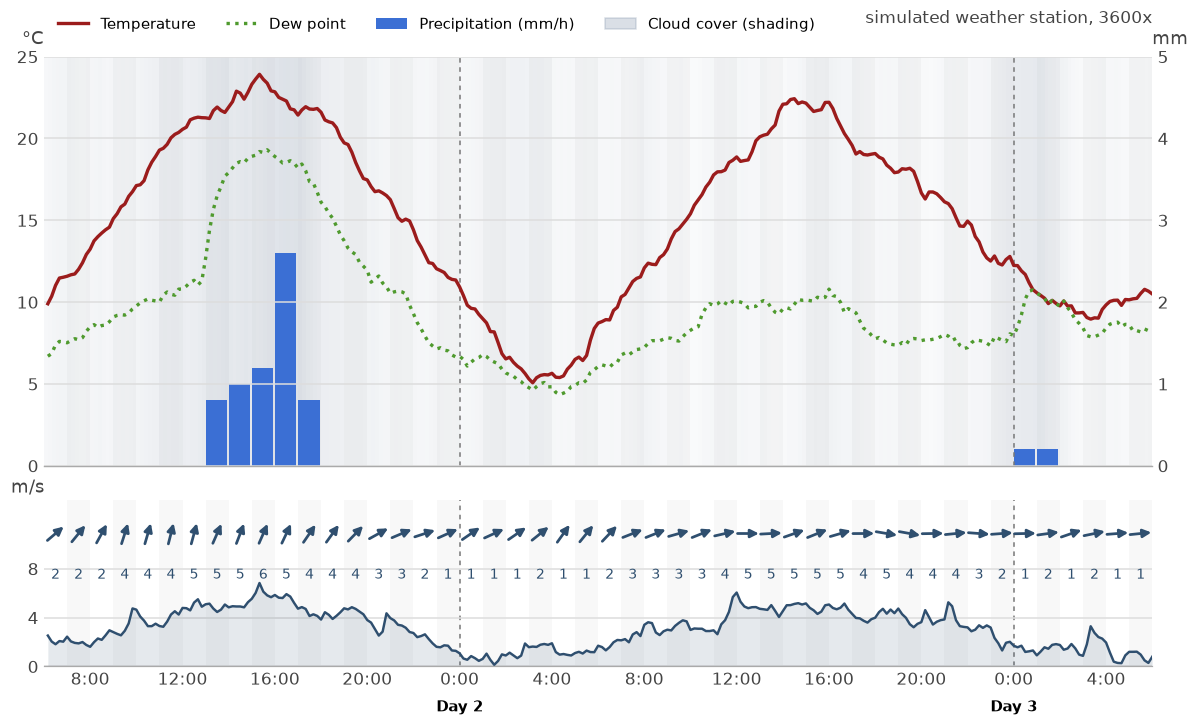 Temperature Dew point Precipitation (mm/h) Cloud cover (shading) simulated weather station, 3600x
°C mm
25 5
20 4
15 3
10 2
5 1
0 0
m/s
8
2 2 2 4 4 4 5 5 5 6 5 4 4 4 3 3 2 1 1 1 1 2 1 1 2 3 3 3 3 4 5 5 5 5 5 4 5 4 4 4 3 2 1 2 1 2 1 1
4
0
8:00 12:00 16:00 20:00 0:00 4:00 8:00 12:00 16:00 20:00 0:00 4:00
Day 2 Day 3